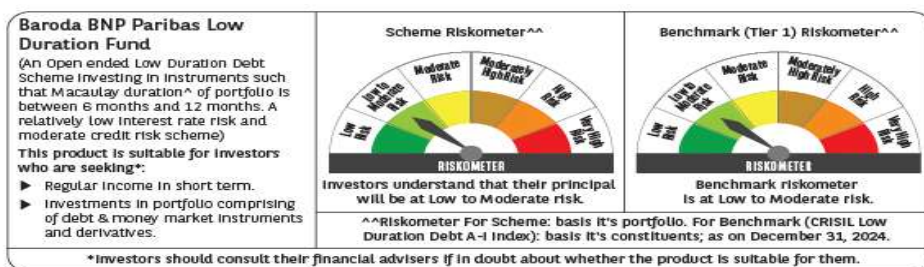 Baroda BNP Paribas Low
Duration Fund
(An Open ended Low Duration Debt
Scheme Investing in instruments such
that Macaulay duration^ of portfolio is
between 6 months and 12 months. A
relatively low interest rate risk and
moderate credit risk scheme)
This product is suitable for investors
who are seeking*:
► Regular income in short term.
► Investments in portfolio comprising
of debt & money market instruments
and derivatives.
Scheme Riskometer^^
Low Risk
Low to Moderate Risk
Moderate Risk
Moderately High Risk
High Risk
Very High Risk
RISKOMETER
Investors understand that their principal
will be at Low to Moderate risk.
Benchmark (Tier 1) Riskometer^^
Low Risk
Low to Moderate Risk
Moderate Risk
Moderately High Risk
High Risk
Very High Risk
RISKOMETER
Benchmark riskometer
is at Low to Moderate risk.
^^Riskometer For Scheme: basis it's portfolio. For Benchmark (CRISIL Low
Duration Debt A-I Index): basis it's constituents; as on December 31, 2024.
*Investors should consult their financial advisers if in doubt about whether the product is suitable for them.